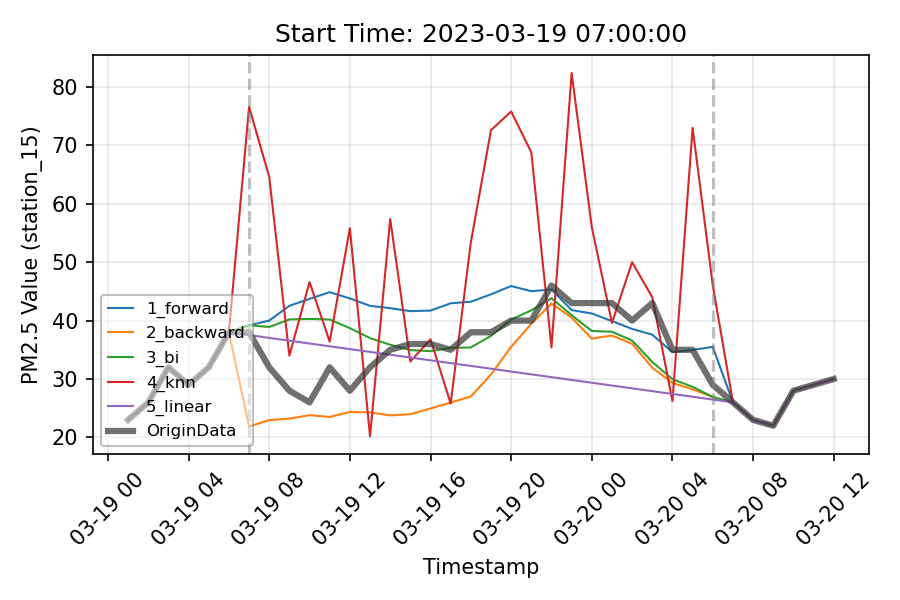 Start Time: 2023-03-19 07:00:00
PM2.5 Value (station_15)
80
70
60
50
40
30
20
1_forward
2_backward
3_bi
4_knn
5_linear
OriginData
03-19 00
03-19 04
03-19 08
03-19 12
03-19 16
03-19 20
03-20 00
03-20 04
03-20 08
03-20 12
Timestamp